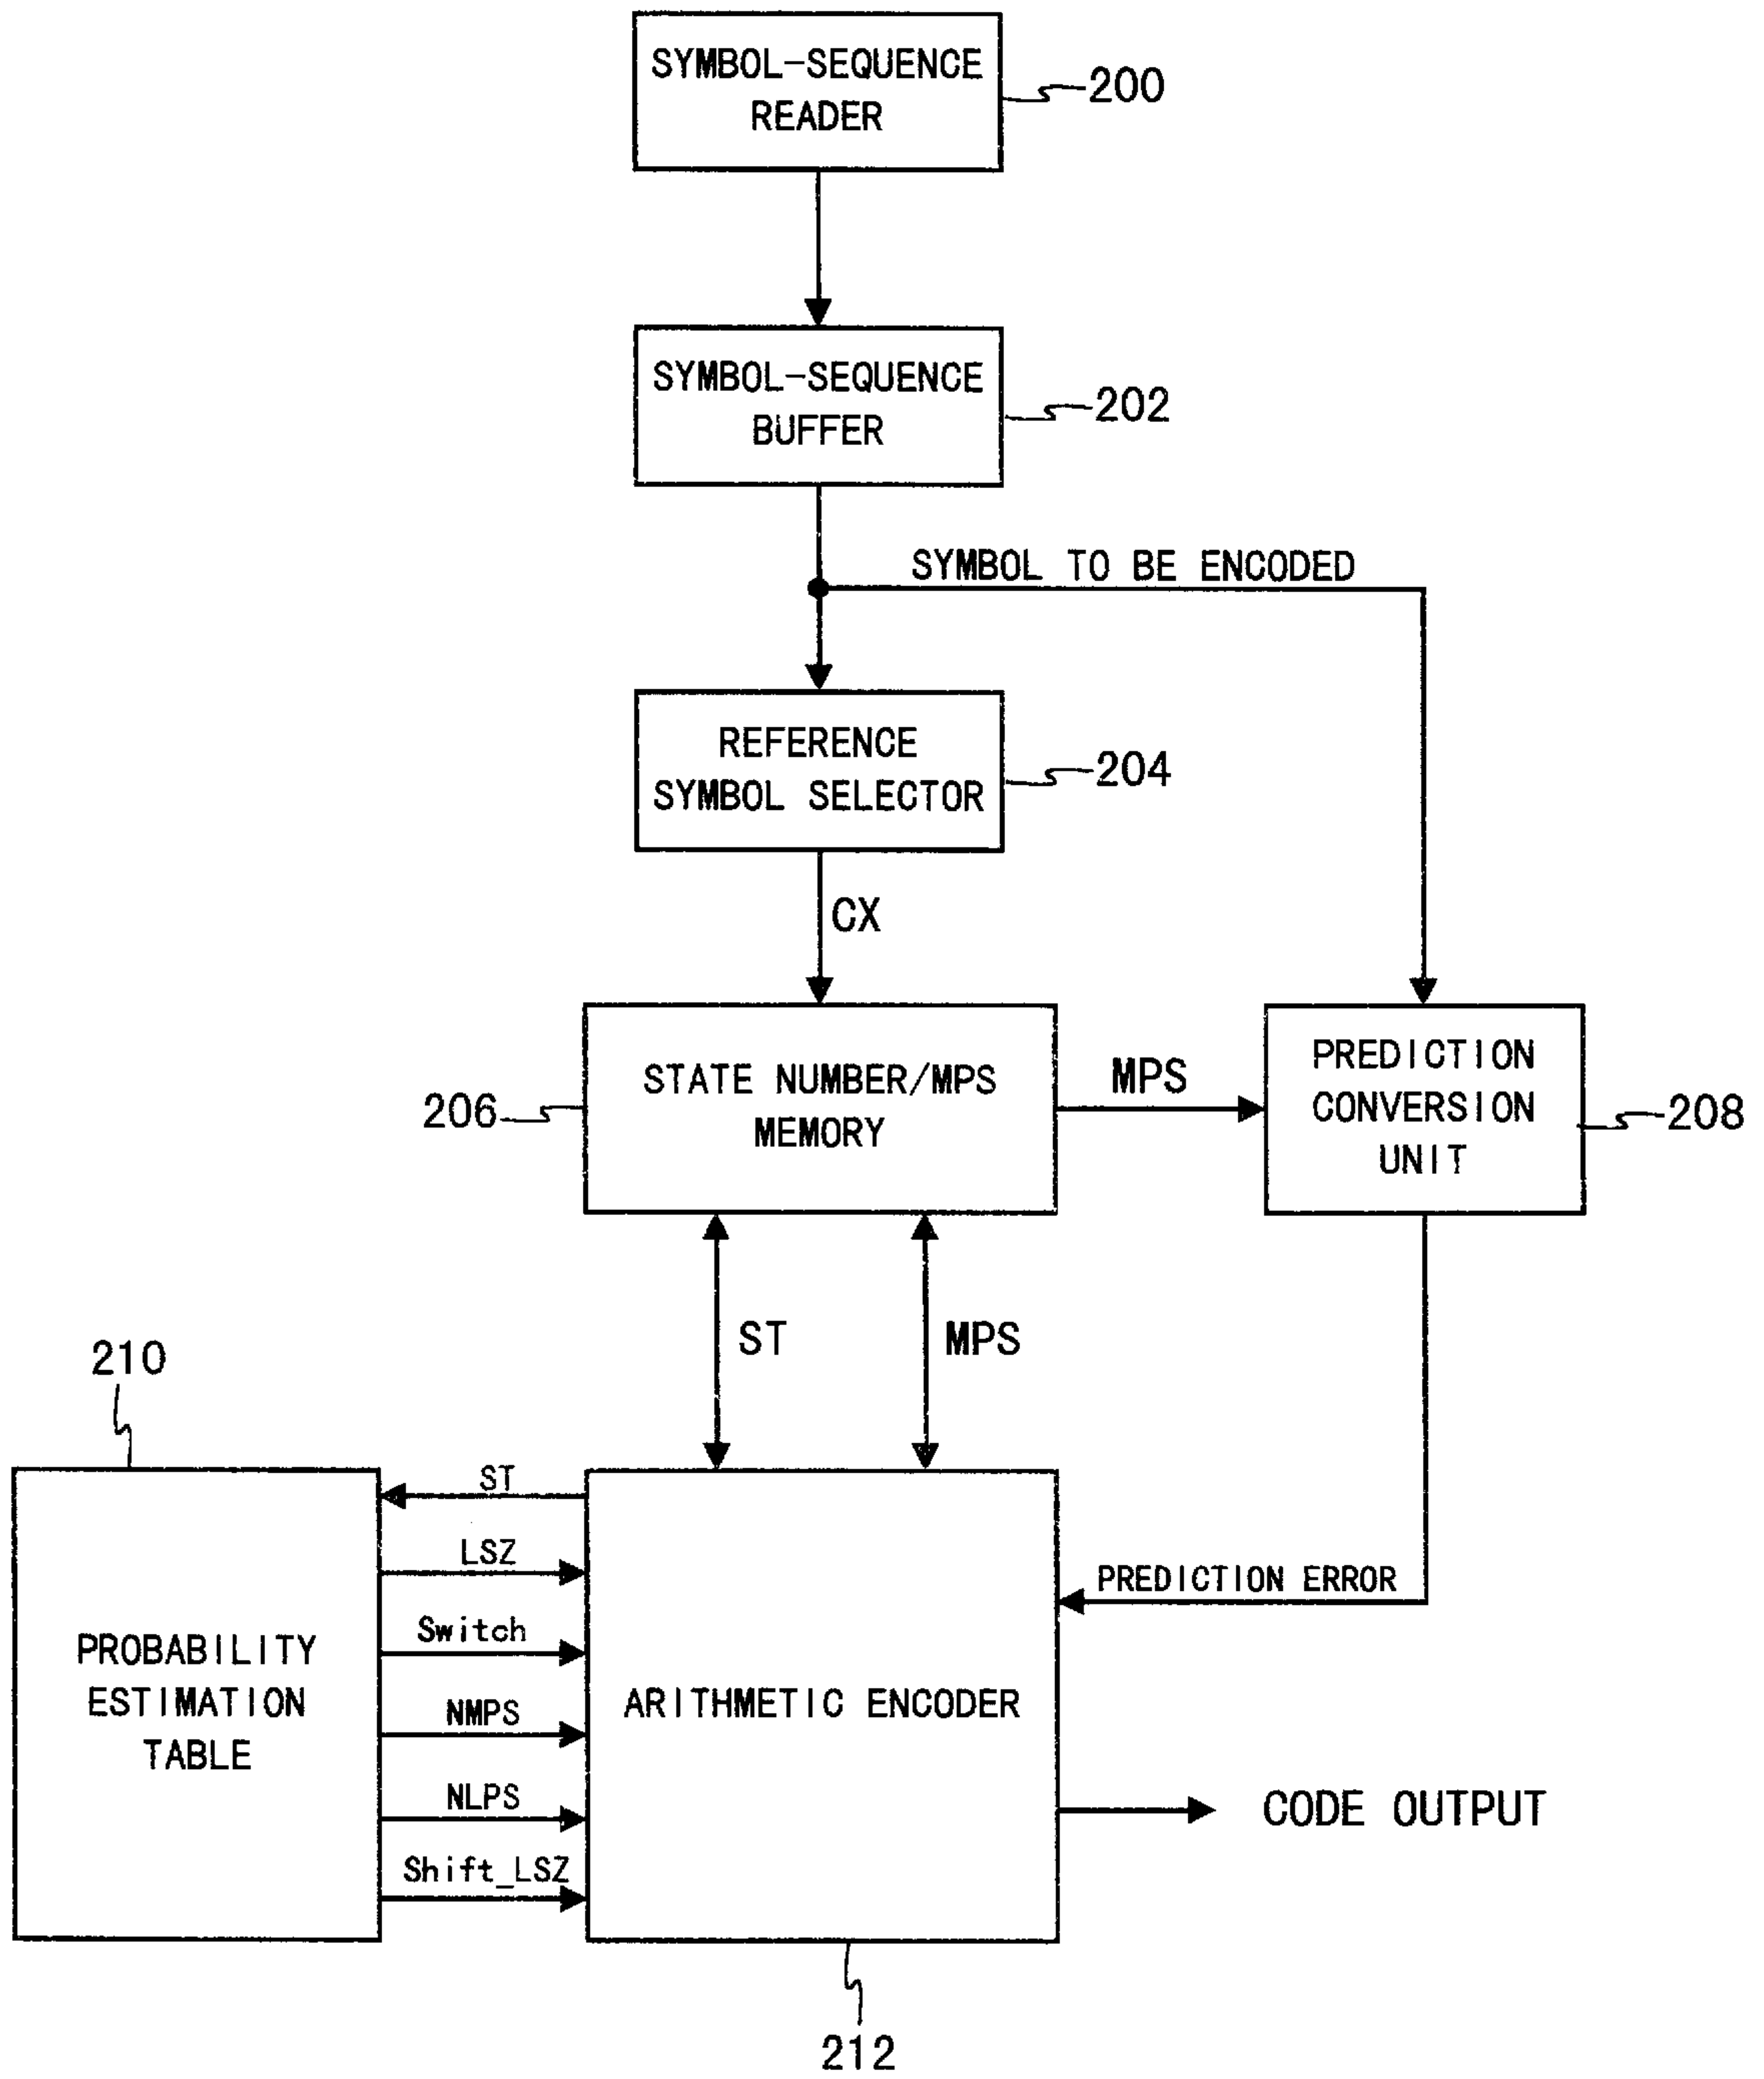 SYMBOL-SEQUENCE
READER
200
SYMBOL-SEQUENCE
BUFFER
202
SYMBOL TO BE ENCODED
REFERENCE
SYMBOL SELECTOR
204
CX
STATE NUMBER/MPS
MEMORY
206
MPS
PREDICTION
CONVERSION
UNIT
208
ST
MPS
210
PROBABILITY
ESTIMATION
TABLE
ST
LSZ
Switch
NMPS
NLPS
Shift_LSZ
ARITHMETIC ENCODER
PREDICTION ERROR
CODE OUTPUT
212